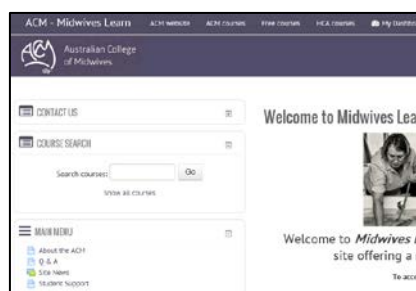 ACM - Midwives Learn ACM website ACM courses Free courses HCA courses My Dashbo
ACM
Australian College
of Midwives
CONTACT US
COURSE SEARCH
Search courses: Go
Show all courses
MAIN MENU
About the ACM
Q & A
Site News
Student Support
Welcome to Midwives Lea
Welcome to Midwives
site offering a
To acce